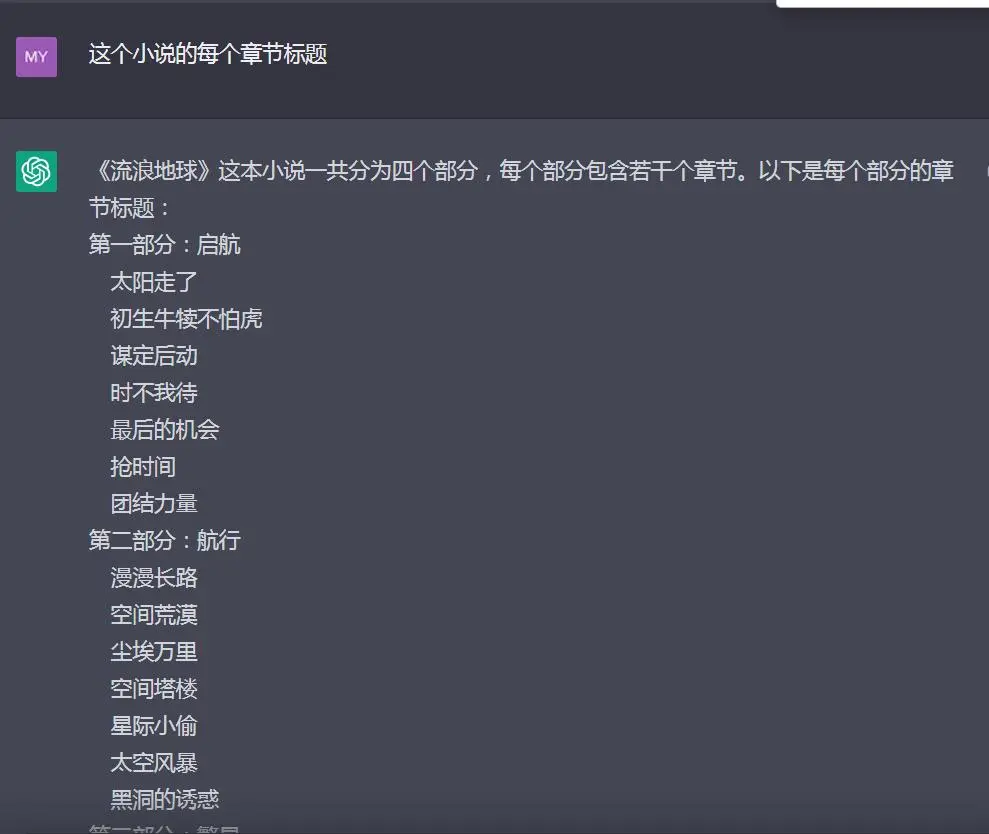 MY
这个小说的每个章节标题
《流浪地球》这本小说一共分为四个部分，每个部分包含若干个章节。以下是每个部分的章
节标题：
第一部分：启航
太阳走了
初生牛犊不怕虎
谋定后动
时不我待
最后的机会
抢时间
团结力量
第二部分：航行
漫漫长路
空间荒漠
尘埃万里
空间塔楼
星际小偷
太空风暴
黑洞的诱惑